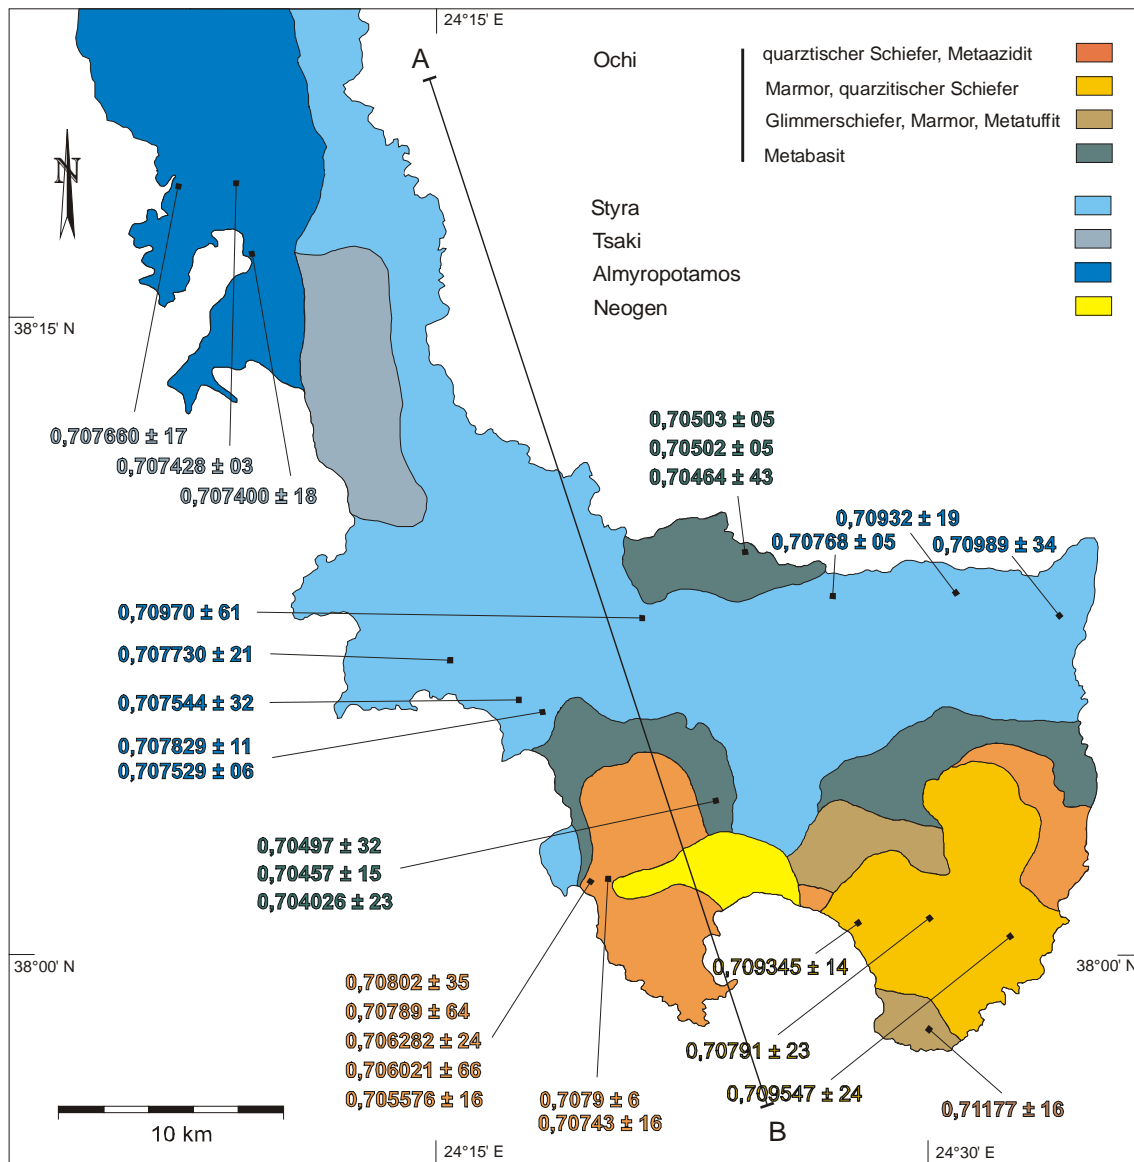 24°15' E
A
Ochi
quarztischer Schiefer, Metaazidit
Marmor, quarzitischer Schiefer
Glimmerschiefer, Marmor, Metatuffit
Metabasit
N
Styra
Tsaki
Almyropotamos
Neogen
38°15' N
0,707660 ± 17
0,707428 ± 03
0,707400 ± 18
0,70503 ± 05
0,70502 ± 05
0,70464 ± 43
0,70932 ± 19
0,70768 ± 05
0,70989 ± 34
0,70970 ± 61
0,707730 ± 21
0,707544 ± 32
0,707829 ± 11
0,707529 ± 06
0,70497 ± 32
0,70457 ± 15
0,704026 ± 23
38°00' N
38°00' N
0,709345 ± 14
0,70802 ± 35
0,70789 ± 64
0,706282 ± 24
0,706021 ± 66
0,705576 ± 16
0,70791 ± 23
0,709547 ± 24
0,7079 ± 6
0,70743 ± 16
0,71177 ± 16
10 km
B
24°15' E
24°30' E